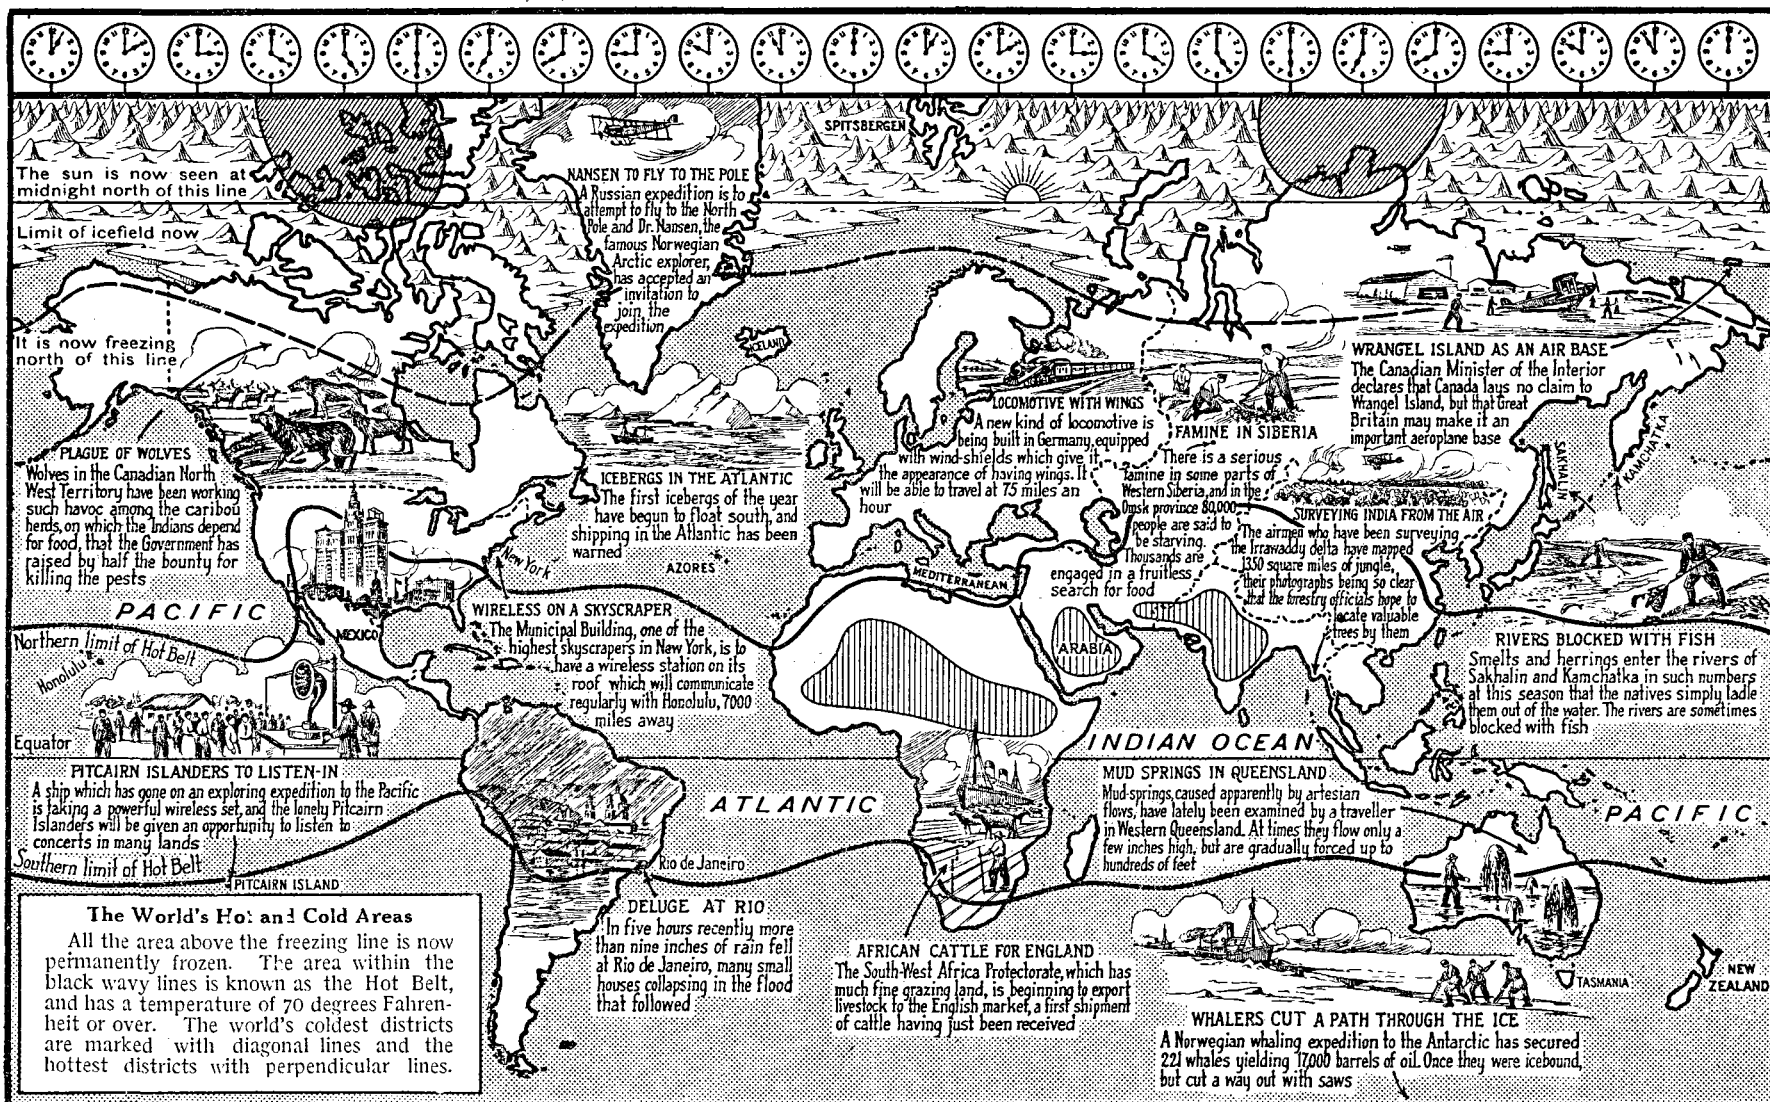 SPITSBERGEN
The sun is now seen at
midnight north of this line
Limit of icefield now
It is now freezing
north of this line
NANSEN TO FLY TO THE POLE
A Russian expedition is to
attempt to fly to the North
Pole and Dr. Nansen, the
famous Norwegian
Arctic explorer,
has accepted an
invitation to
join the
expedition
ICELAND
PLAGUE OF WOLVES
Wolves in the Canadian North
West Territory have been working
such havoc among the caribou
herds, on which the Indians depend
for food, that the Government has
raised by half the bounty for
killing the pests
ICEBERGS IN THE ATLANTIC
The first icebergs of the year
have begun to float south, and
shipping in the Atlantic has been
warned
LOCOMOTIVE WITH WINGS
A new kind of locomotive is
being built in Germany, equipped
with wind-shields which give it
the appearance of having wings. It
will be able to travel at 75 miles an
hour
FAMINE IN SIBERIA
There is a serious
famine in some parts of
Western Siberia, and in the
Omsk province 80,000
people are said to
be starving.
Thousands are
engaged in a fruitless
search for food
WRANGEL ISLAND AS AN AIR BASE
The Canadian Minister of the Interior
declares that Canada lays no claim to
Wrangel Island, but that Great
Britain may make it an
important aeroplane base
SAKHALIN
KAMCHATKA
SURVEYING INDIA FROM THE AIR
The airmen who have been surveying
the Irrawaddy delta have mapped
1350 square miles of jungle,
their photographs being so clear
that the forestry officials hope to
locate valuable
trees by them
New York
AZORES
MEDITERRANEAN
PACIFIC
Northern limit of Hot Belt
Honolulu
MEXICO
WIRELESS ON A SKYSCRAPER
The Municipal Building, one of the
highest skyscrapers in New York, is to
have a wireless station on its
roof which will communicate
regularly with Honolulu, 7000
miles away
ARABIA
RIVERS BLOCKED WITH FISH
Smelts and herrings enter the rivers of
Sakhalin and Kamchatka in such numbers
at this season that the natives simply ladle
them out of the water. The rivers are sometimes
blocked with fish
Equator
INDIAN OCEAN
PITCAIRN ISLANDERS TO LISTEN-IN
A ship which has gone on an exploring expedition to the Pacific
is taking a powerful wireless set, and the lonely Pitcairn
Islanders will be given an opportunity to listen to
concerts in many lands
Southern limit of Hot Belt
PITCAIRN ISLAND
ATLANTIC
MUD SPRINGS IN QUEENSLAND
Mud-springs, caused apparently by artesian
flows, have lately been examined by a traveller
in Western Queensland. At times they flow only a
few inches high, but are gradually forced up to
hundreds of feet
PACIFIC
Rio de Janeiro
DELUGE AT RIO
In five hours recently more
than nine inches of rain fell
at Rio de Janeiro, many small
houses collapsing in the flood
that followed
AFRICAN CATTLE FOR ENGLAND
The South-West Africa Protectorate, which has
much fine grazing land, is beginning to export
livestock to the English market, a first shipment
of cattle having just been received
TASMANIA
NEW
ZEALAND
WHALERS CUT A PATH THROUGH THE ICE
A Norwegian whaling expedition to the Antarctic has secured
221 whales yielding 17,000 barrels of oil. Once they were icebound,
but cut a way out with saws
The World's Hot and Cold Areas
All the area above the freezing line is now
permanently frozen. The area within the
black wavy lines is known as the Hot Belt,
and has a temperature of 70 degrees Fahren-
heit or over. The world's coldest districts
are marked with diagonal lines and the
hottest districts with perpendicular lines.